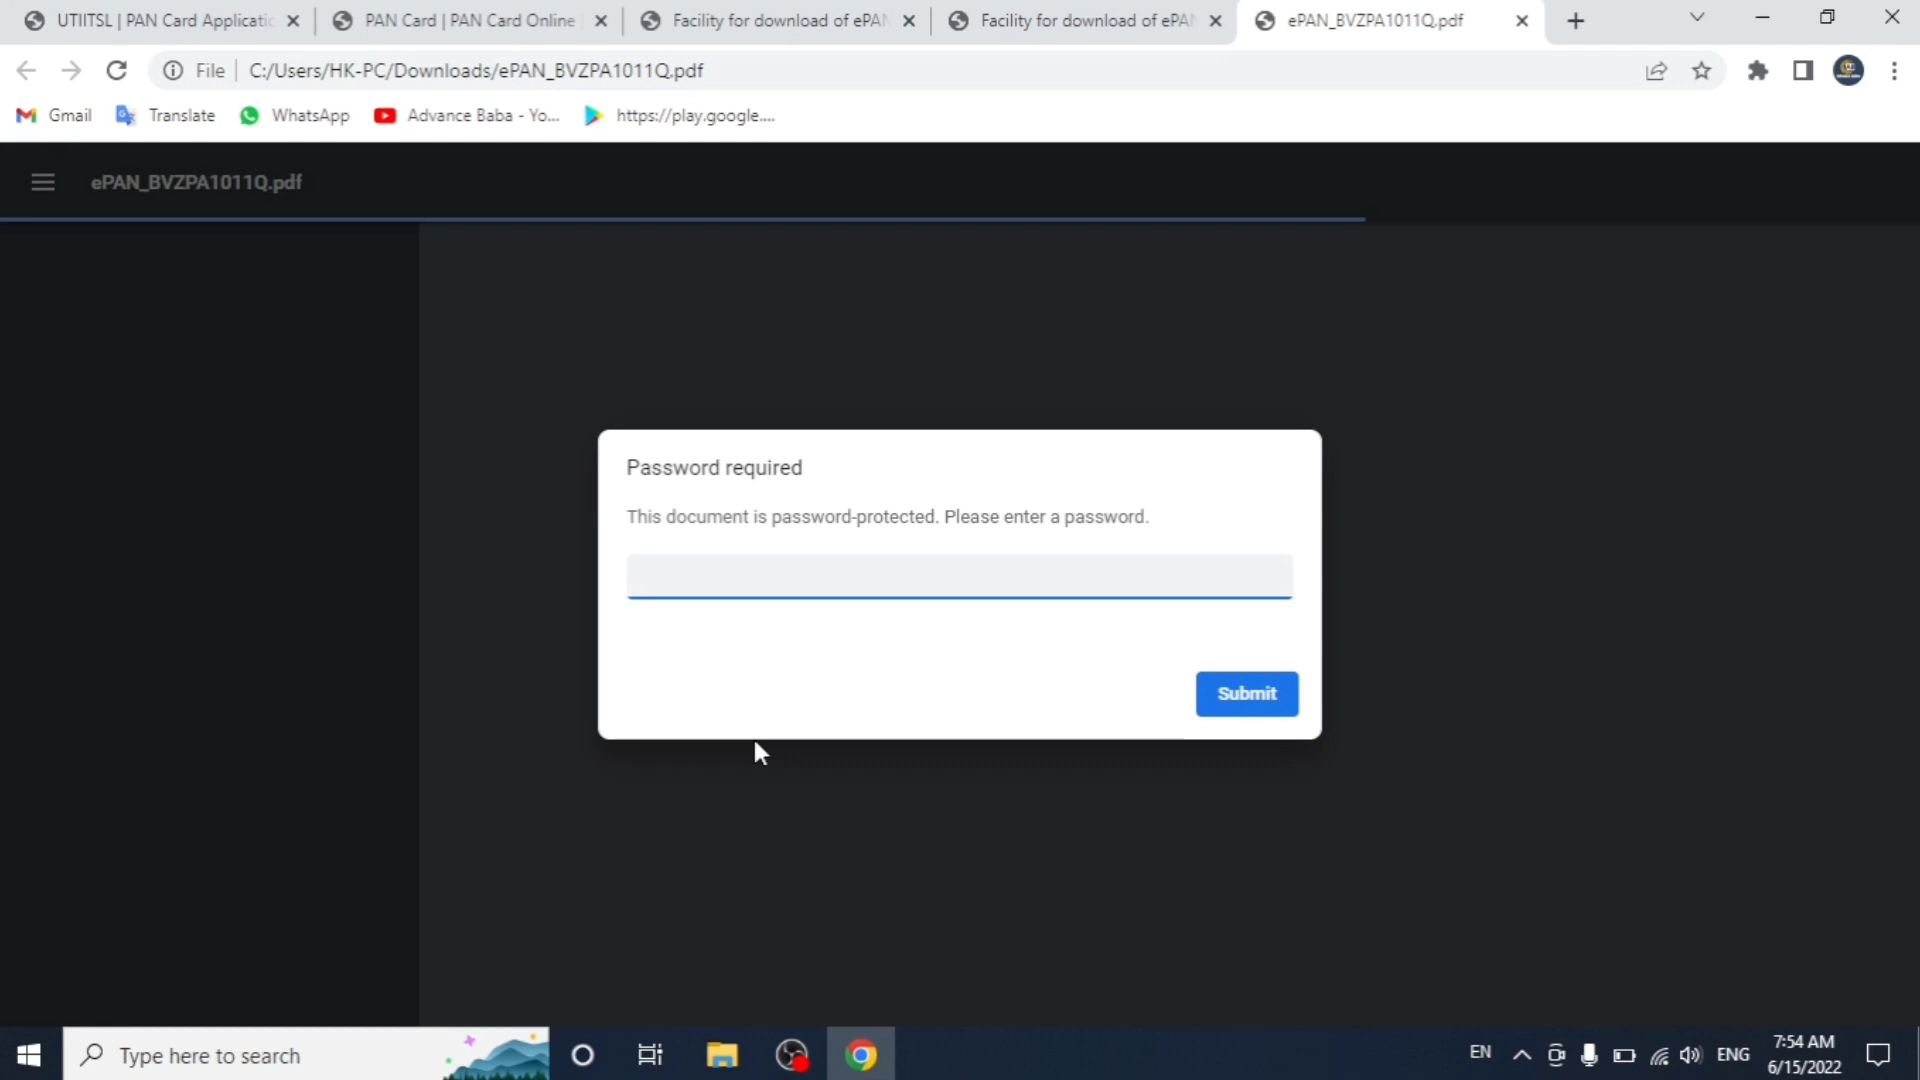 UTIITSL | PAN Card Applicatic
PAN Card | PAN Card Online
Facility for download of ePAN
Facility for download of ePAN
ePAN_BVZPA1011Q.pdf
File
C:/Users/HK-PC/Downloads/ePAN_BVZPA1011Q.pdf
Gmail
Translate
WhatsApp
Advance Baba - Yo...
https://play.google....
ePAN_BVZPA1011Q.pdf
Password required
This document is password-protected. Please enter a password.
Submit
Type here to search
EN
ENG
7:54 AM
6/15/2022